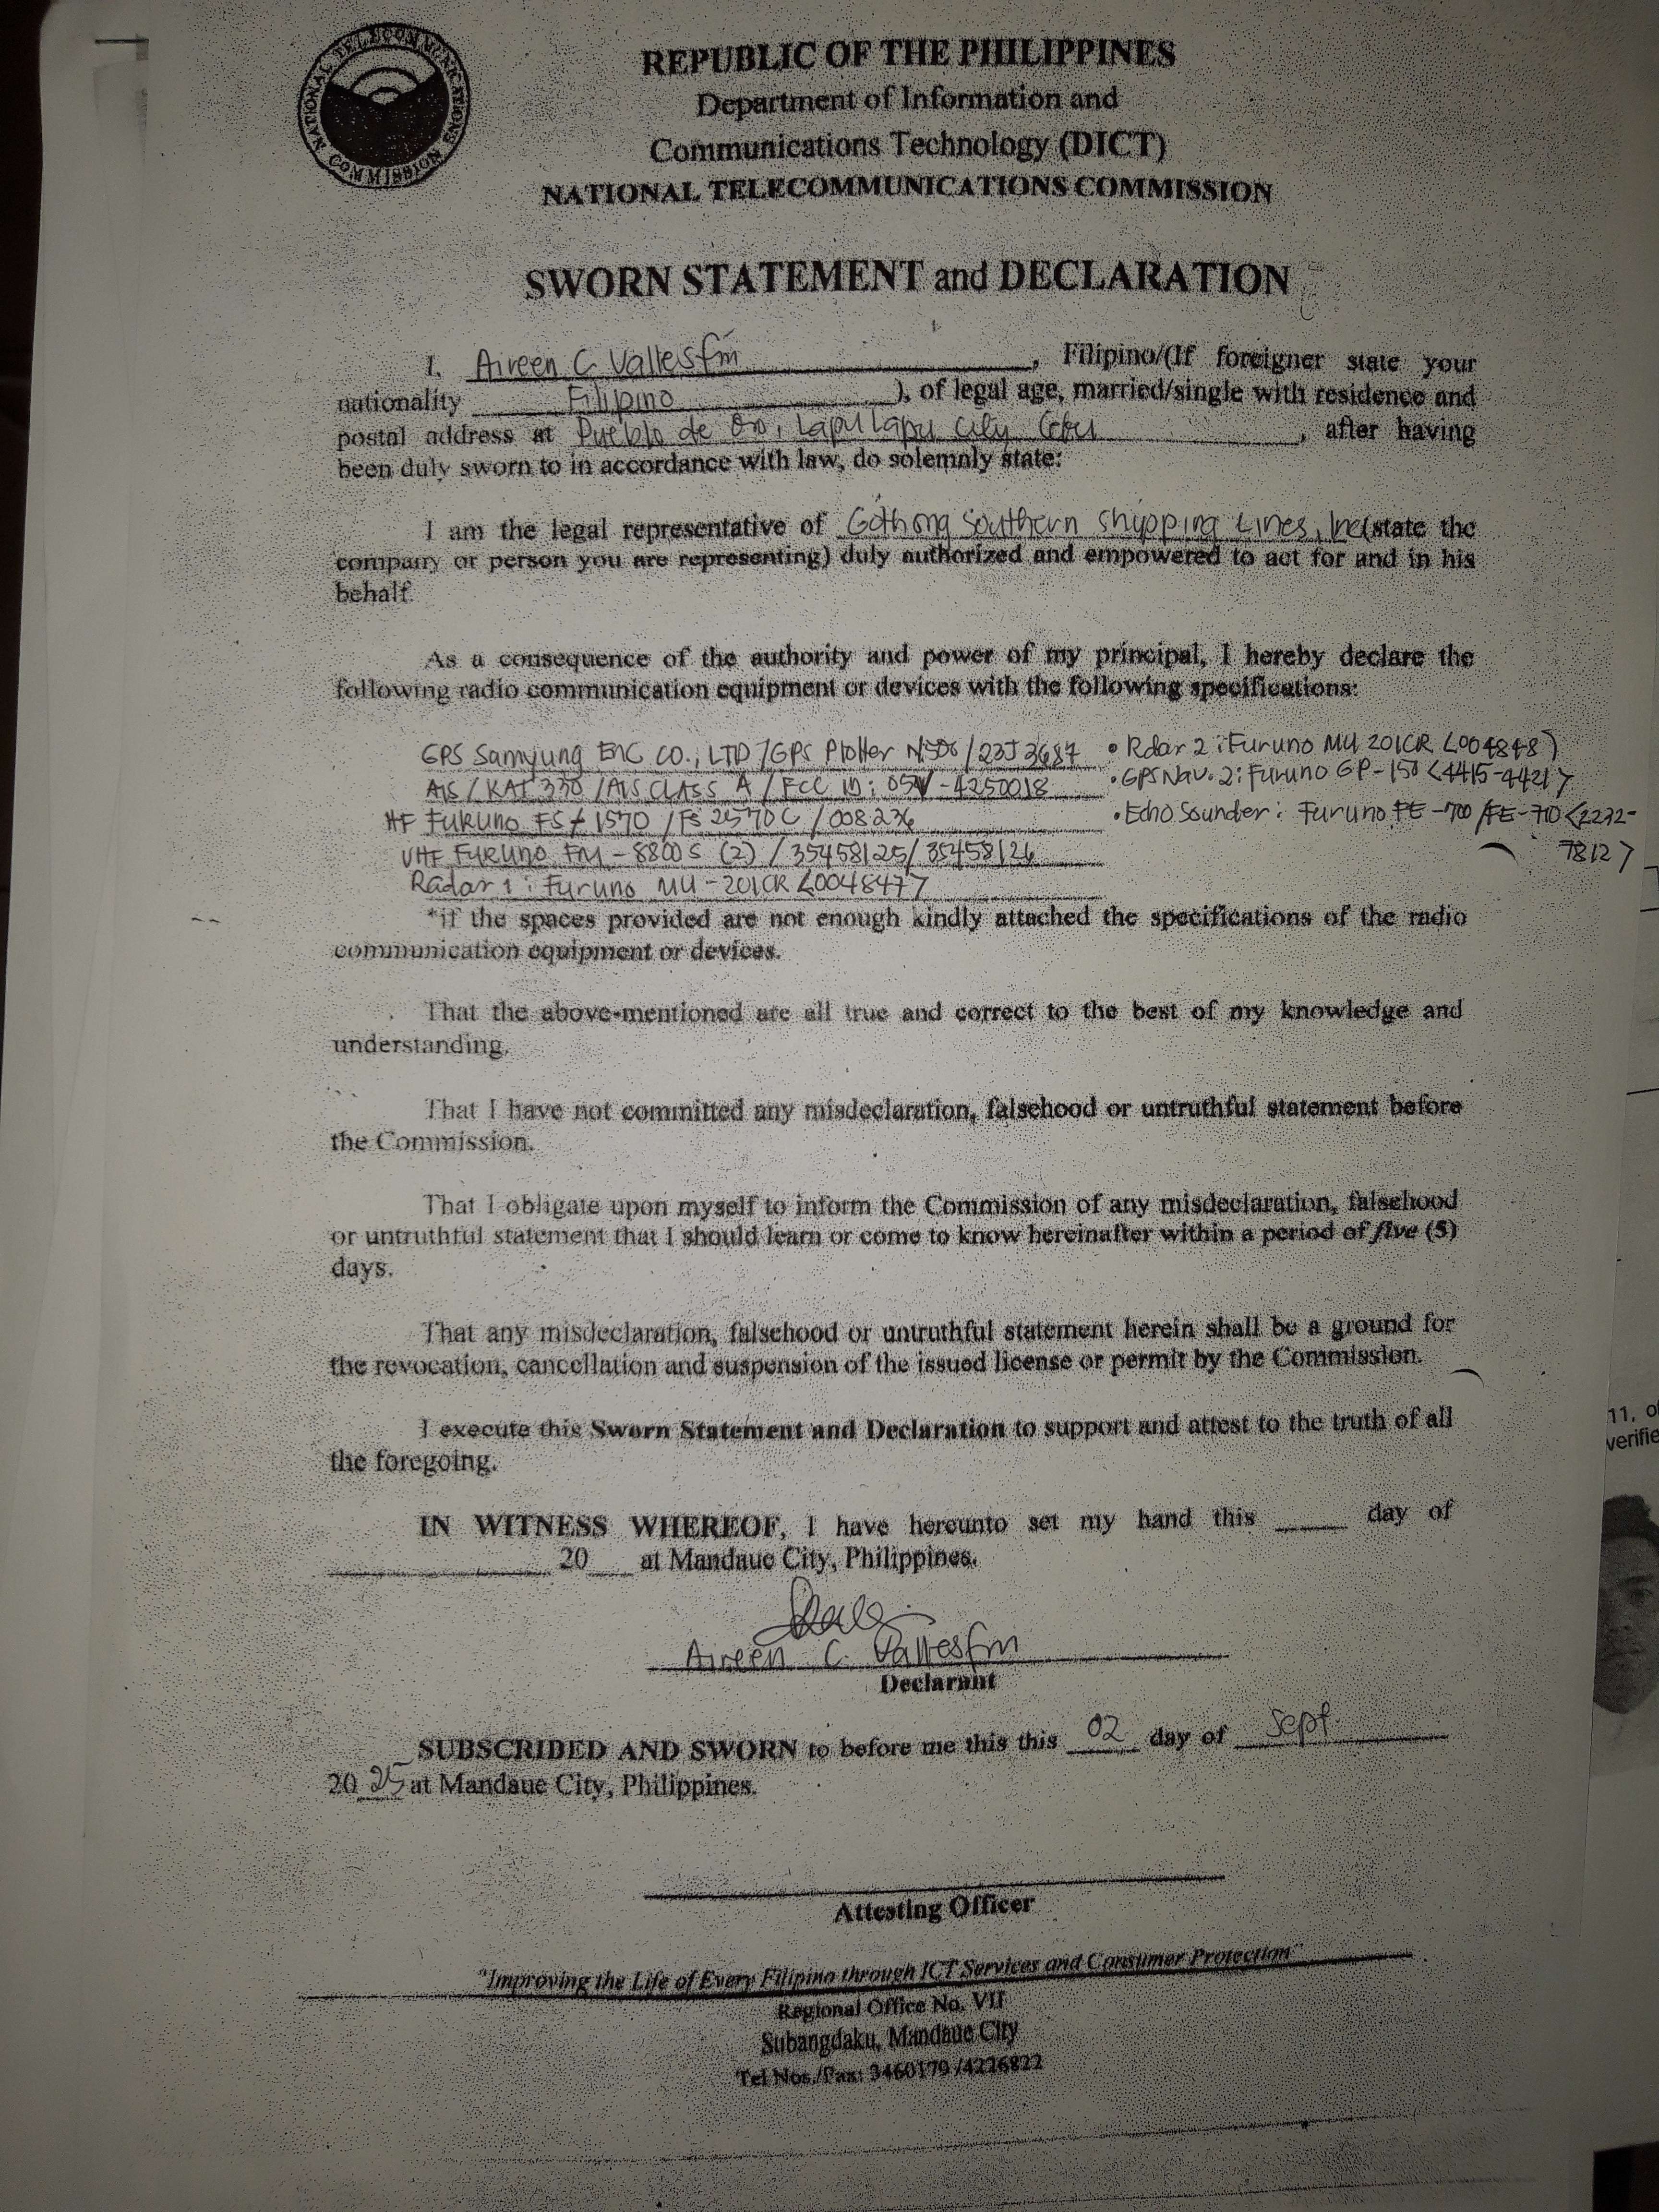 NATIONAL TELECOMMUNICATIONS COMMISSION
REPUBLIC OF THE PHILIPPINES
Department of Information and
Communications Technology (DICT)
NATIONAL TELECOMMUNICATIONS COMMISSION
SWORN STATEMENT and DECLARATION
I, Aireen C Vallesfin, Filipino/(If foreigner state your
nationality Filipino), of legal age, married/single with residence and
postal address at Pueblo de Oro, Lapu Lapu City Cebu, after having
been duly sworn to in accordance with law, do solemnly state:
I am the legal representative of Gothong Southern Shipping Lines, Inc (state the
company or person you are representing) duly authorized and empowered to act for and in his
behalf.
As a consequence of the authority and power of my principal, I hereby declare the
following radio communication equipment or devices with the following specifications:
GPS Samyung ENC CO., LTD / GPS Plotter N500 / 23J3687
AIS / KAT 330 / AIS CLASS A / FCC ID: -4250018
HF FURUNO FS-1570 / FS 2570C / 008236
VHF FURUNO FM-8800S (2) / 35458125/ 35458126
Radar 1: Furuno MU-201CR <0048477
• Rdar 2: Furuno MU 201CR <004848)
• GPS Nav. 2: Furuno GP-150 <4415-4421>
• Echo Sounder: Furuno FE-700 /FE-710 <2232-
7812>
*if the spaces provided are not enough kindly attached the specifications of the radio
communication equipment or devices.
That the above-mentioned are all true and correct to the best of my knowledge and
understanding.
That I have not committed any misdeclaration, falsehood or untruthful statement before
the Commission.
That I obligate upon myself to inform the Commission of any misdeclaration, falsehood
or untruthful statement that I should learn or come to know hereinafter within a period of five (5)
days.
That any misdeclaration, falsehood or untruthful statement herein shall be a ground for
the revocation, cancellation and suspension of the issued license or permit by the Commission.
I execute this Sworn Statement and Declaration to support and attest to the truth of all
the foregoing.
IN WITNESS WHEREOF, I have hereunto set my hand this ____ day of
____ 20__ at Mandaue City, Philippines.
Aireen C. Vallesfin
Declarant
SUBSCRIBED AND SWORN to before me this this 02 day of Sept.
2025 at Mandaue City, Philippines.
Attesting Officer
"Improving the Life of Every Filipino through ICT Services and Consumer Protection"
Regional Office No. VII
Subangdaku, Mandaue City
Tel Nos./Fax: 3460179 /4226822
11, o
verifie